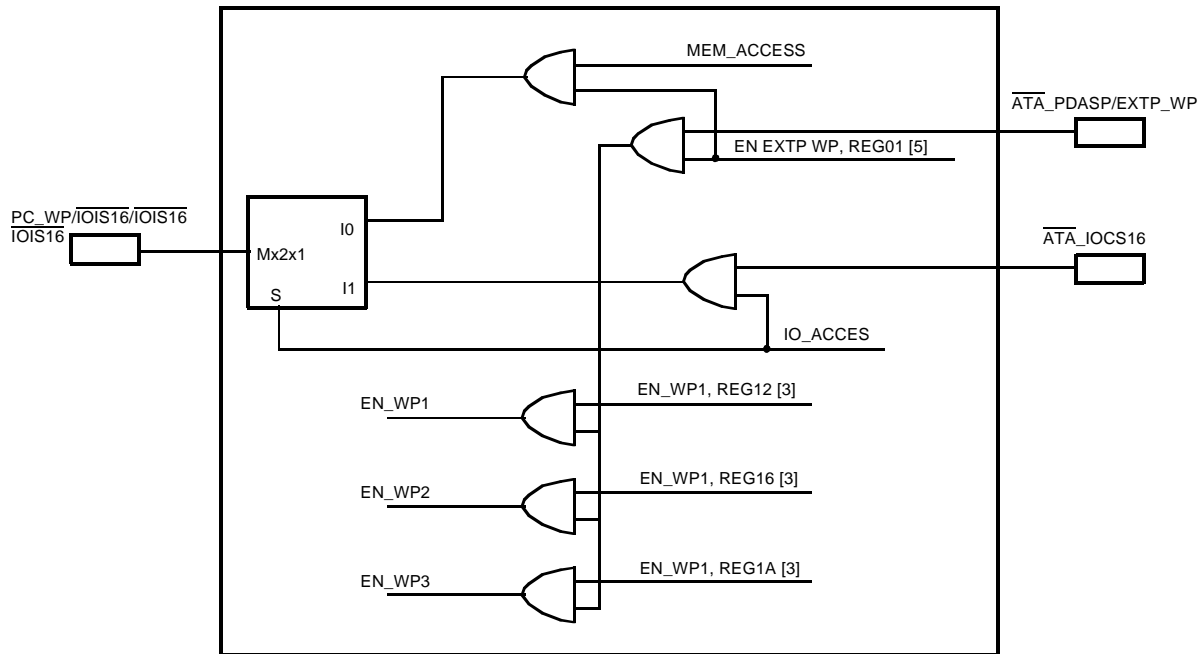 MEM_ACCESS
ATA_PDASP/EXTP_WP
EN EXTP WP, REG01 [5]
PC_WP/IOIS16/IOIS16
IOIS16
I0
Mx2x1
ATA_IOCS16
I1
S
IO_ACCES
EN_WP1, REG12 [3]
EN_WP1
EN_WP1, REG16 [3]
EN_WP2
EN_WP1, REG1A [3]
EN_WP3